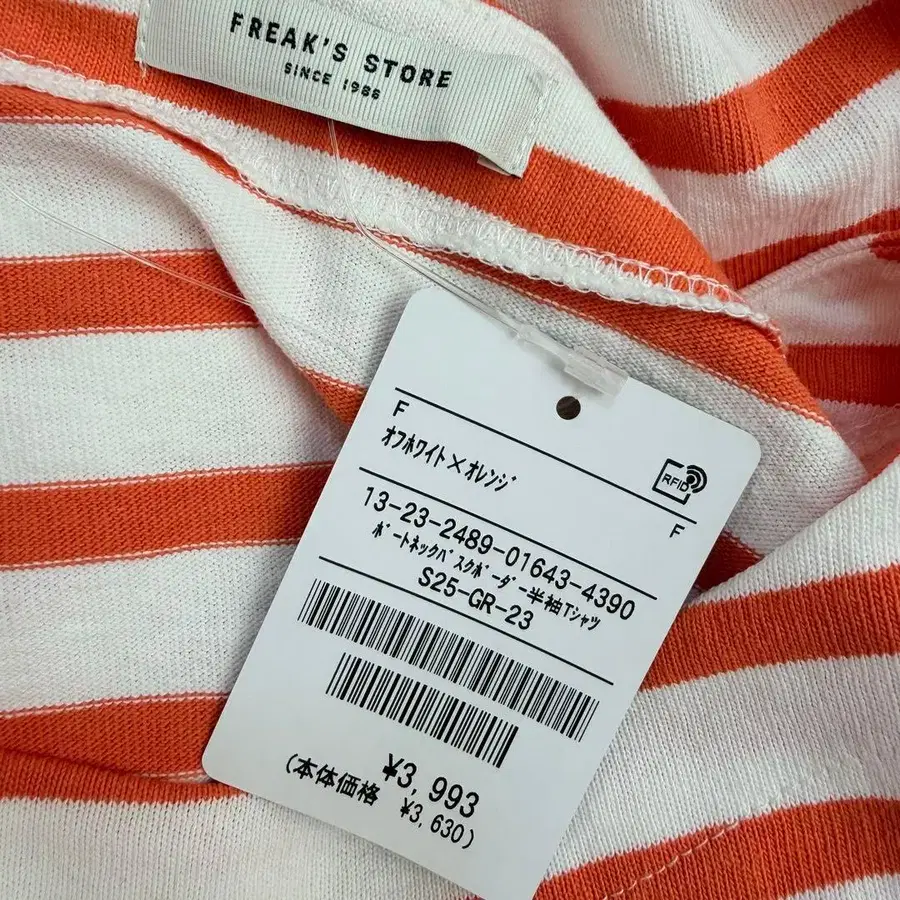 FREAK'S STORE
SINCE 1986
F
オフホワイト×オレンジ
RFID
F
13-23-2489-01643-4390
ボートネックバスクボーダー半袖Tシャツ
S25-GR-23
¥3,993
(本体価格 ¥3,630)